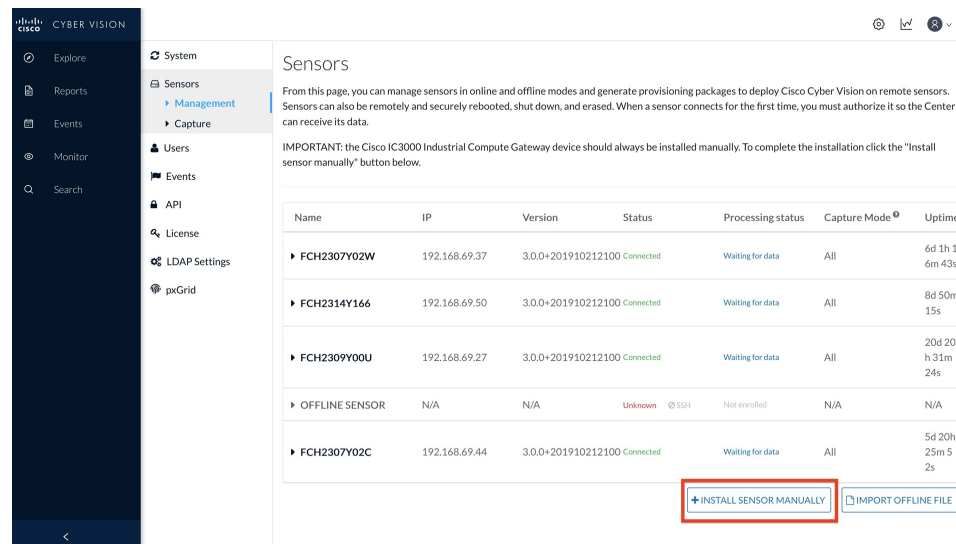 cisco CYBER VISION
Explore
Reports
Events
Monitor
Search
System
Sensors
Management
Capture
Users
Events
API
License
LDAP Settings
pxGrid
Sensors
From this page, you can manage sensors in online and offline modes and generate provisioning packages to deploy Cisco Cyber Vision on remote sensors.
Sensors can also be remotely and securely rebooted, shut down, and erased. When a sensor connects for the first time, you must authorize it so the Center
can receive its data.
IMPORTANT: the Cisco IC3000 Industrial Compute Gateway device should always be installed manually. To complete the installation click the "Install
sensor manually" button below.
Name IP Version Status Processing status Capture Mode Uptime
FCH2307Y02W 192.168.69.37 3.0.0+201910212100 Connected Waiting for data All 6d 1h 1
6m 43s
FCH2314Y166 192.168.69.50 3.0.0+201910212100 Connected Waiting for data All 8d 50m
15s
FCH2309Y00U 192.168.69.27 3.0.0+201910212100 Connected Waiting for data All 20d 20
h 31m
24s
OFFLINE SENSOR N/A N/A Unknown SSH Not enrolled N/A N/A
FCH2307Y02C 192.168.69.44 3.0.0+201910212100 Connected Waiting for data All 5d 20h
25m 5
2s
+ INSTALL SENSOR MANUALLY IMPORT OFFLINE FILE